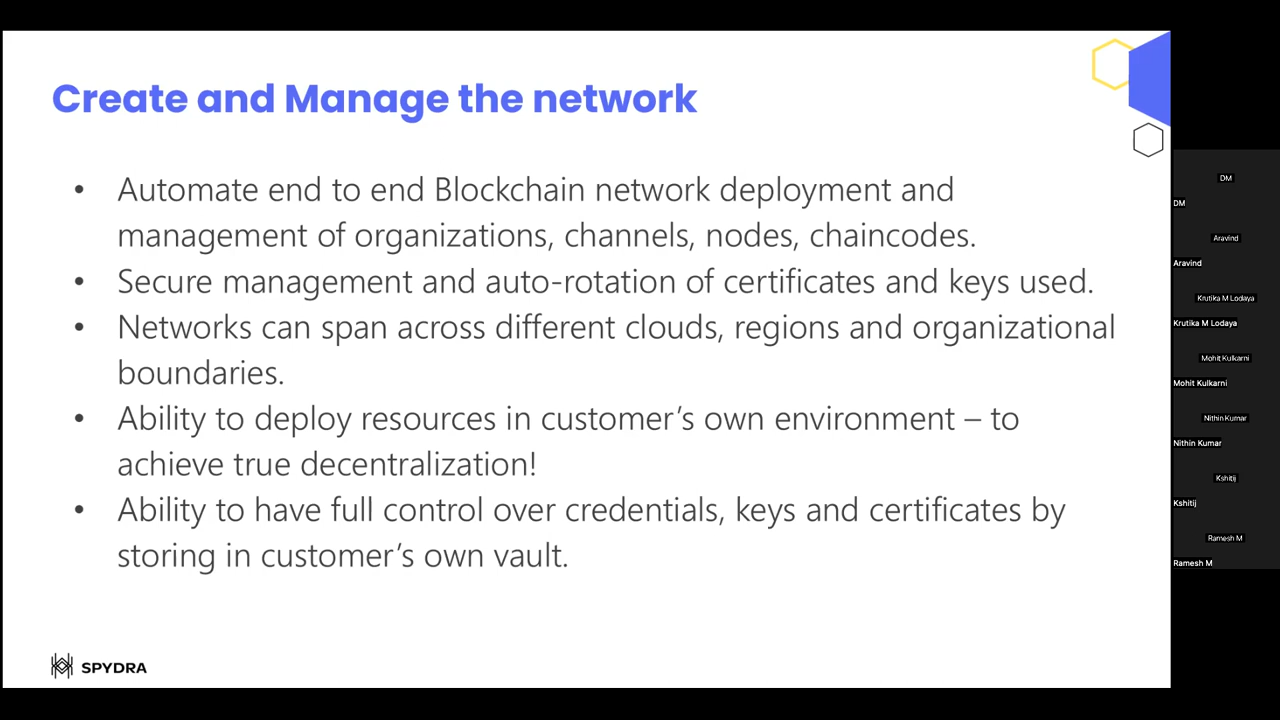 Create and Manage the network
• Automate end to end Blockchain network deployment and
management of organizations, channels, nodes, chaincodes.
• Secure management and auto-rotation of certificates and keys used.
• Networks can span across different clouds, regions and organizational
boundaries.
• Ability to deploy resources in customer’s own environment – to
achieve true decentralization!
• Ability to have full control over credentials, keys and certificates by
storing in customer’s own vault.
SPYDRA
DM
DM
Aravind
Aravind
Krutika M Lodaya
Krutika M Lodaya
Mohit Kulkarni
Mohit Kulkarni
Nithin Kumar
Nithin Kumar
Kshitij
Kshitij
Ramesh M
Ramesh M